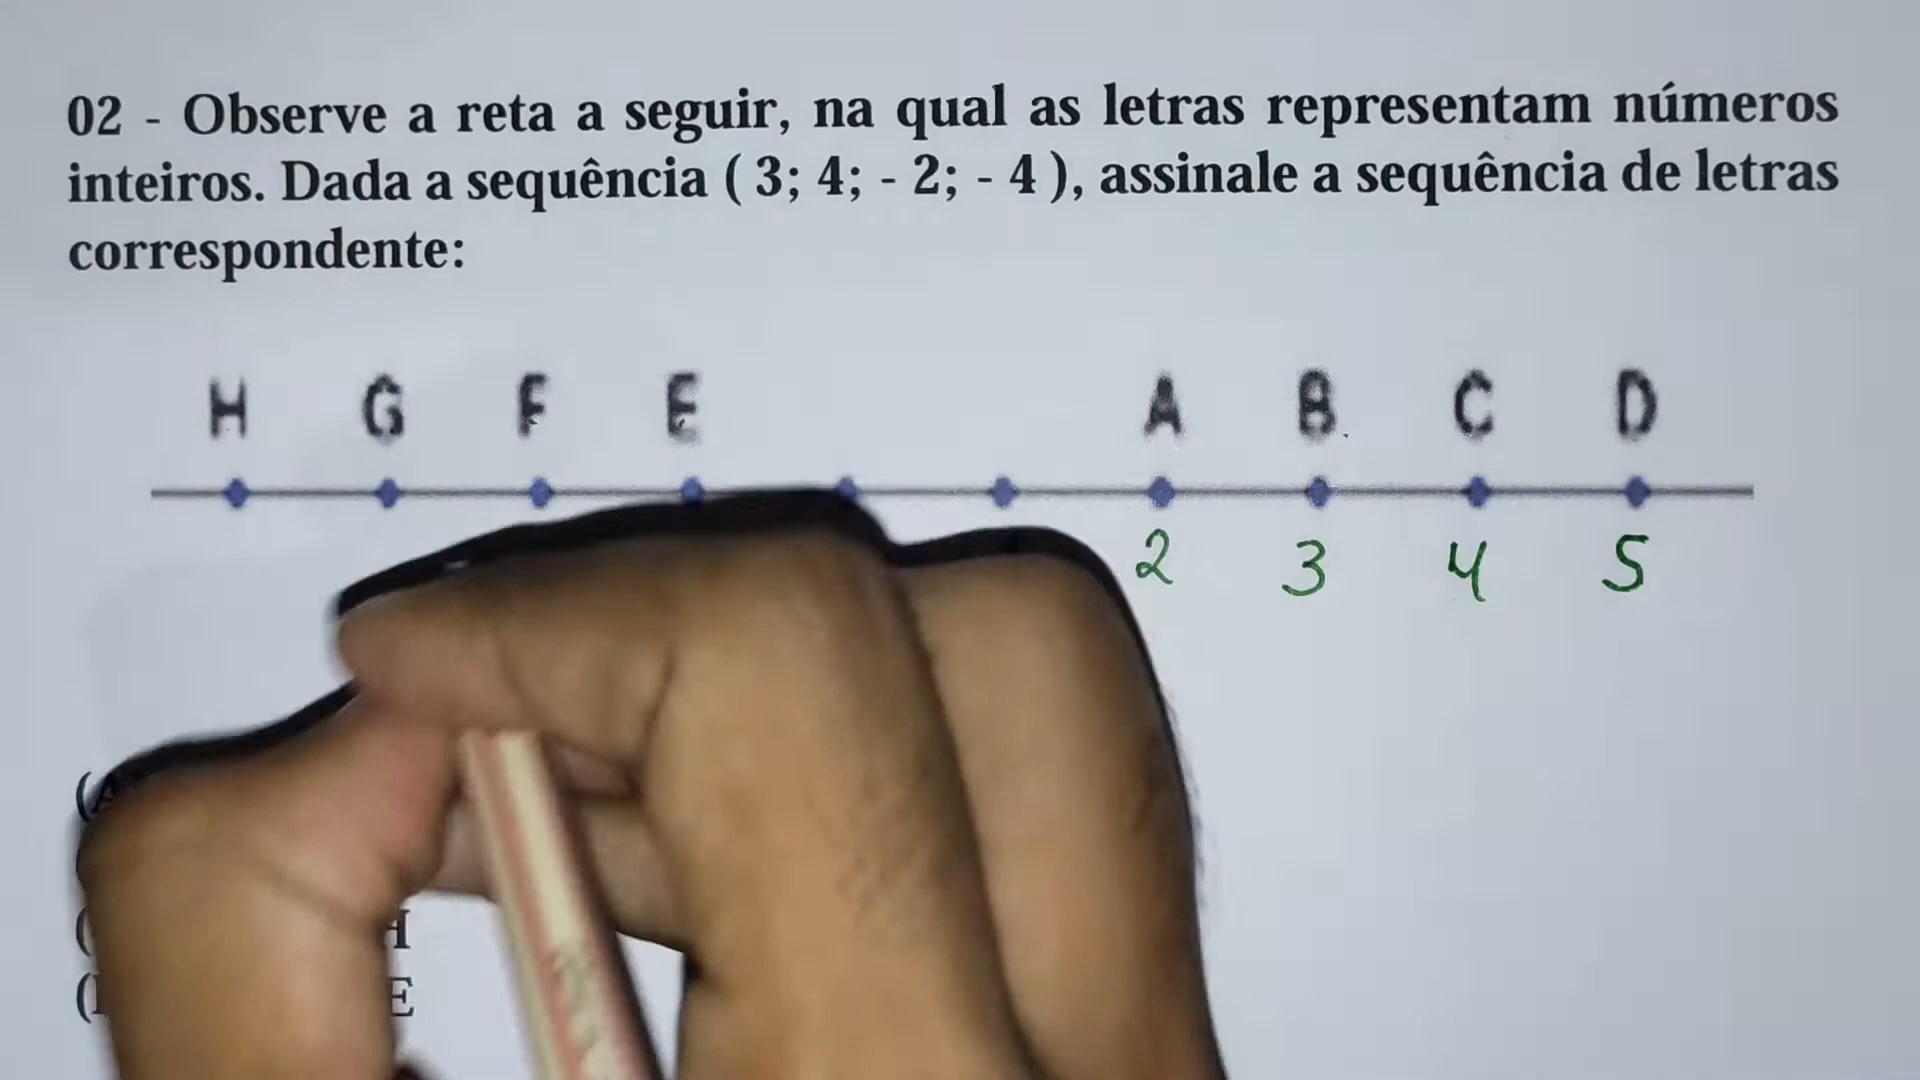 02 - Observe a reta a seguir, na qual as letras representam números
inteiros. Dada a sequência ( 3; 4; - 2; - 4 ), assinale a sequência de letras
correspondente:
H G F E A B C D
2 3 4 5
H
E